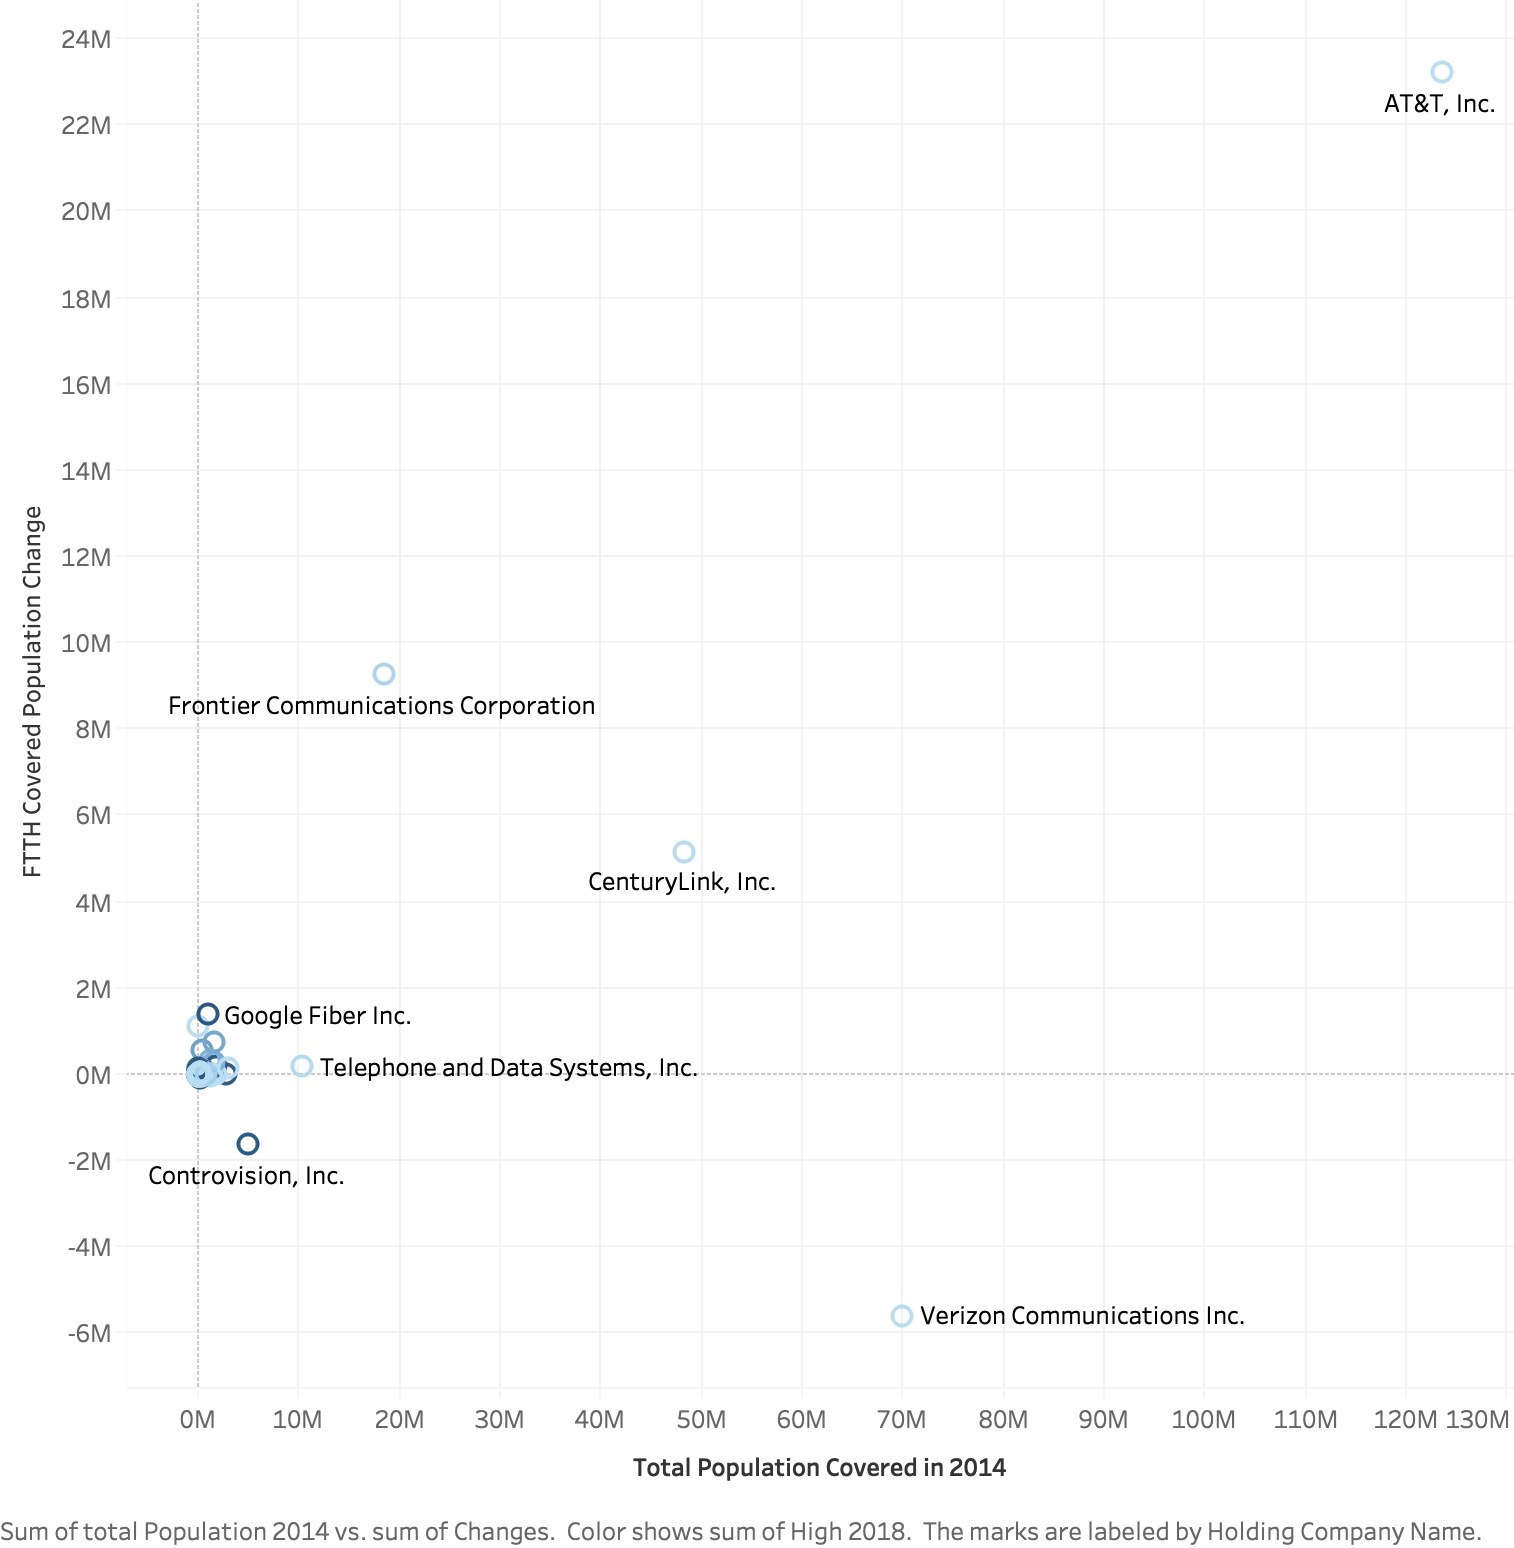 24M
AT&T, Inc.
22M
20M
18M
16M
14M
12M
10M
Frontier Communications Corporation
8M
6M
CenturyLink, Inc.
4M
2M
Google Fiber Inc.
Telephone and Data Systems, Inc.
0M
Controvision, Inc.
-2M
-4M
Verizon Communications Inc.
-6M
FTTH Covered Population Change
0M 10M 20M 30M 40M 50M 60M 70M 80M 90M 100M 110M 120M 130M
Total Population Covered in 2014
Sum of total Population 2014 vs. sum of Changes. Color shows sum of High 2018. The marks are labeled by Holding Company Name.